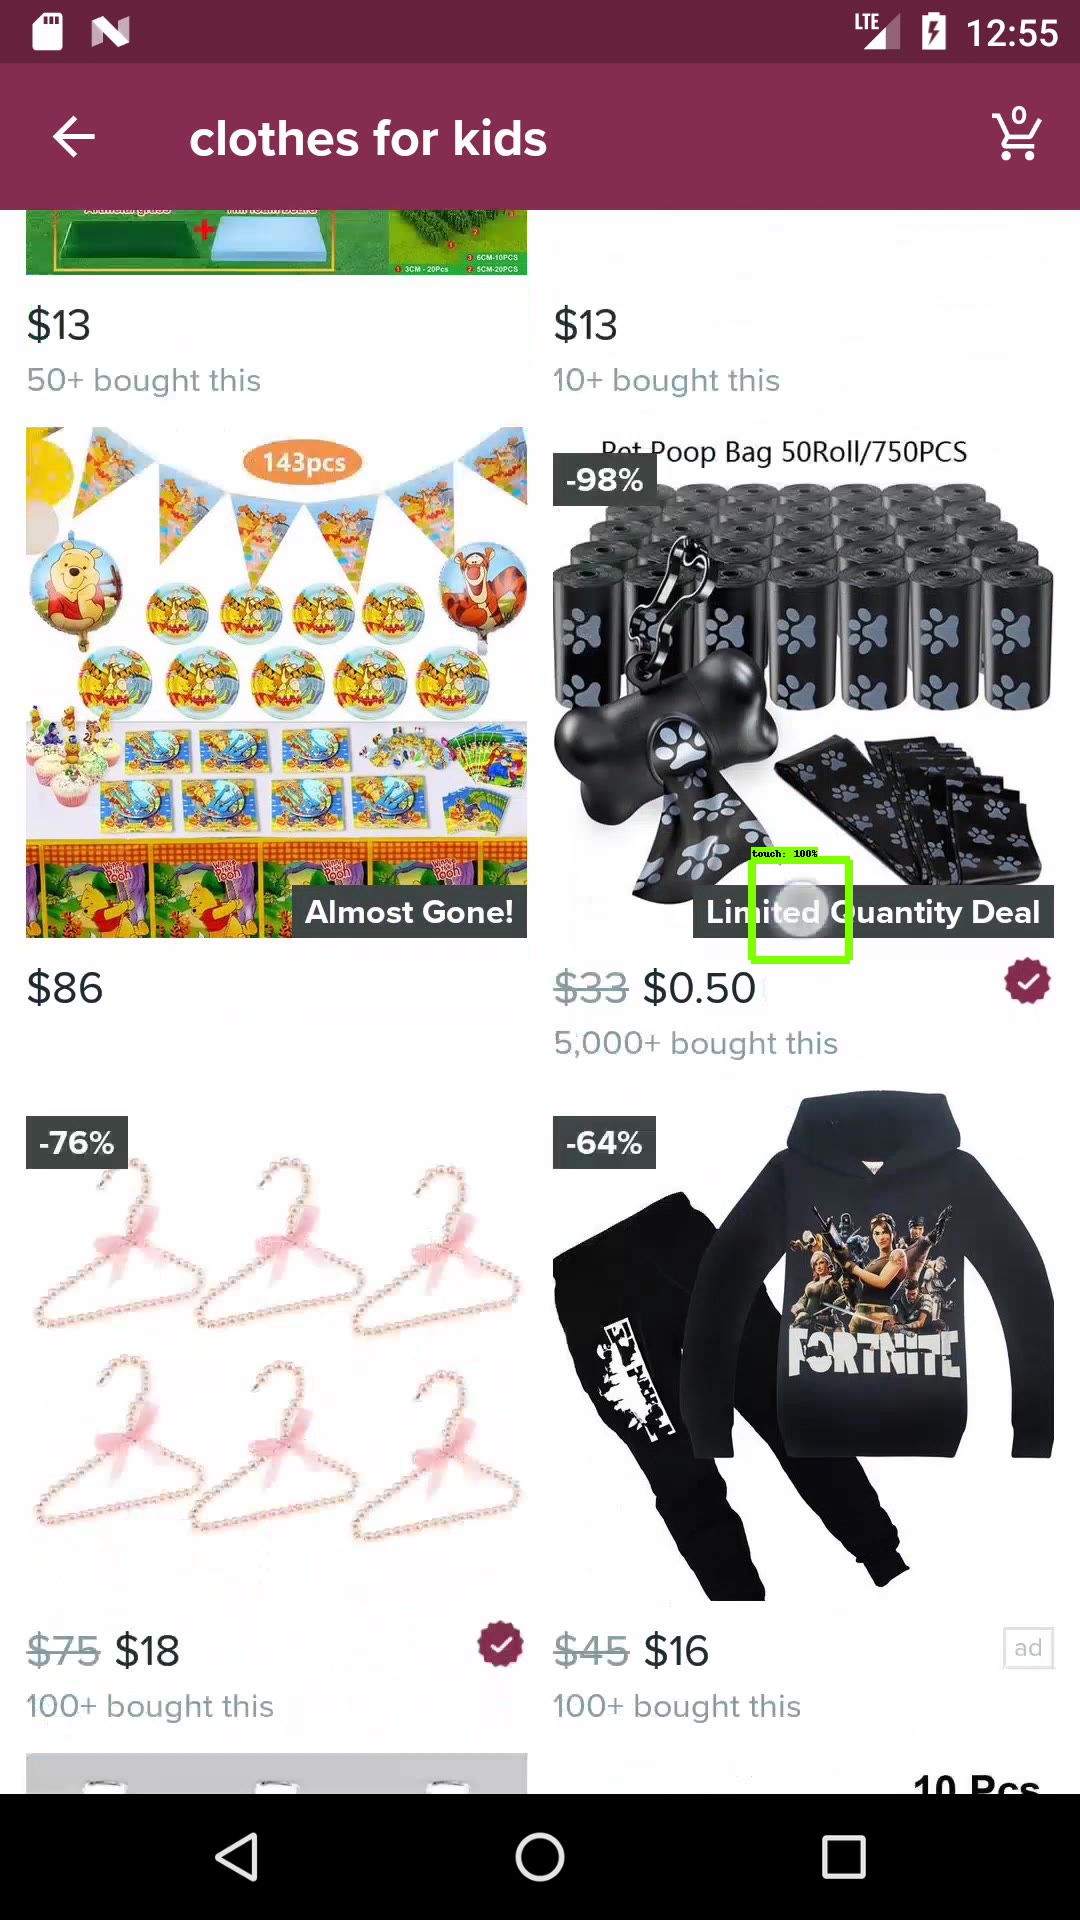 LTE 12:55
clothes for kids
0
+
6CM-10PCS
3CM - 20Pcs
5CM-20PCS
$13
50+ bought this
$13
10+ bought this
143pcs
Almost Gone!
$86
Pet Poop Bag 50Roll/750PCS
-98%
touch: 100%
Limited Quantity Deal
$33 $0.50
5,000+ bought this
-76%
$75 $18
100+ bought this
-64%
FORTNITE
$45 $16
ad
100+ bought this
10 Pcs